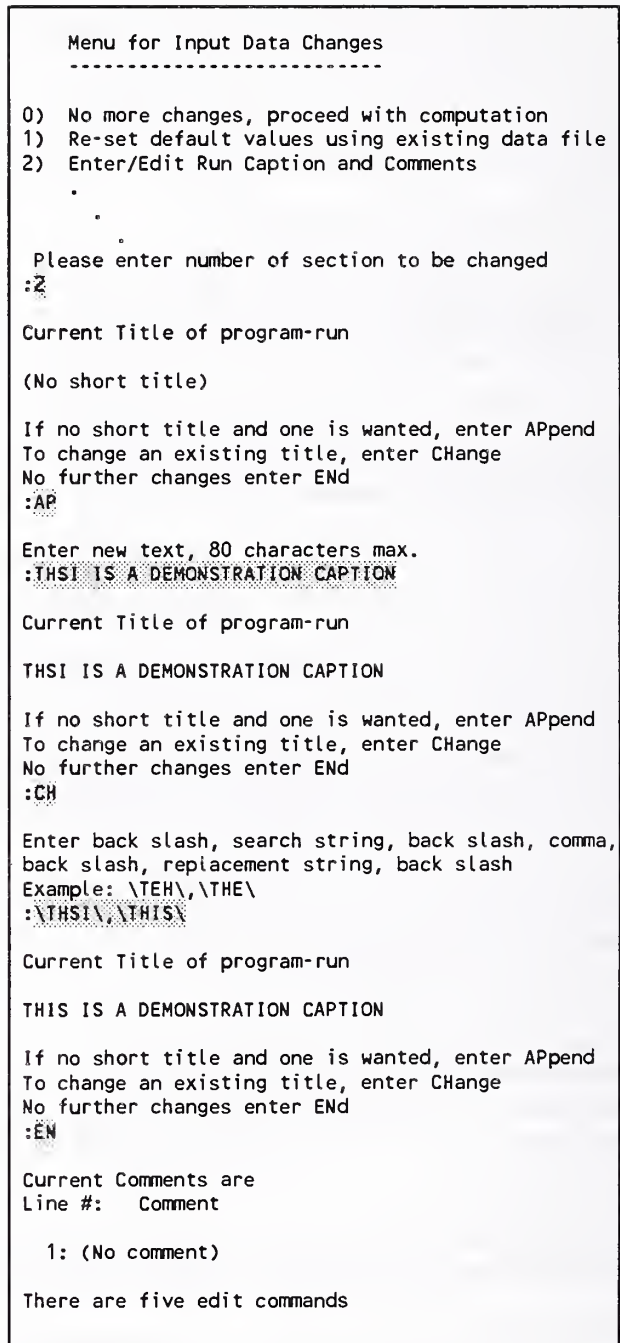 Menu for Input Data Changes
---------------------------
0) No more changes, proceed with computation
1) Re-set default values using existing data file
2) Enter/Edit Run Caption and Comments
.
.
.
Please enter number of section to be changed
:2
Current Title of program-run
(No short title)
If no short title and one is wanted, enter APpend
To change an existing title, enter CHange
No further changes enter ENd
:AP
Enter new text, 80 characters max.
:THSI IS A DEMONSTRATION CAPTION
Current Title of program-run
THSI IS A DEMONSTRATION CAPTION
If no short title and one is wanted, enter APpend
To change an existing title, enter CHange
No further changes enter ENd
:CH
Enter back slash, search string, back slash, comma,
back slash, replacement string, back slash
Example: \TEH\,\THE\
:\THSI\,\THIS\
Current Title of program-run
THIS IS A DEMONSTRATION CAPTION
If no short title and one is wanted, enter APpend
To change an existing title, enter CHange
No further changes enter ENd
:EN
Current Comments are
Line #: Comment
1: (No comment)
There are five edit commands